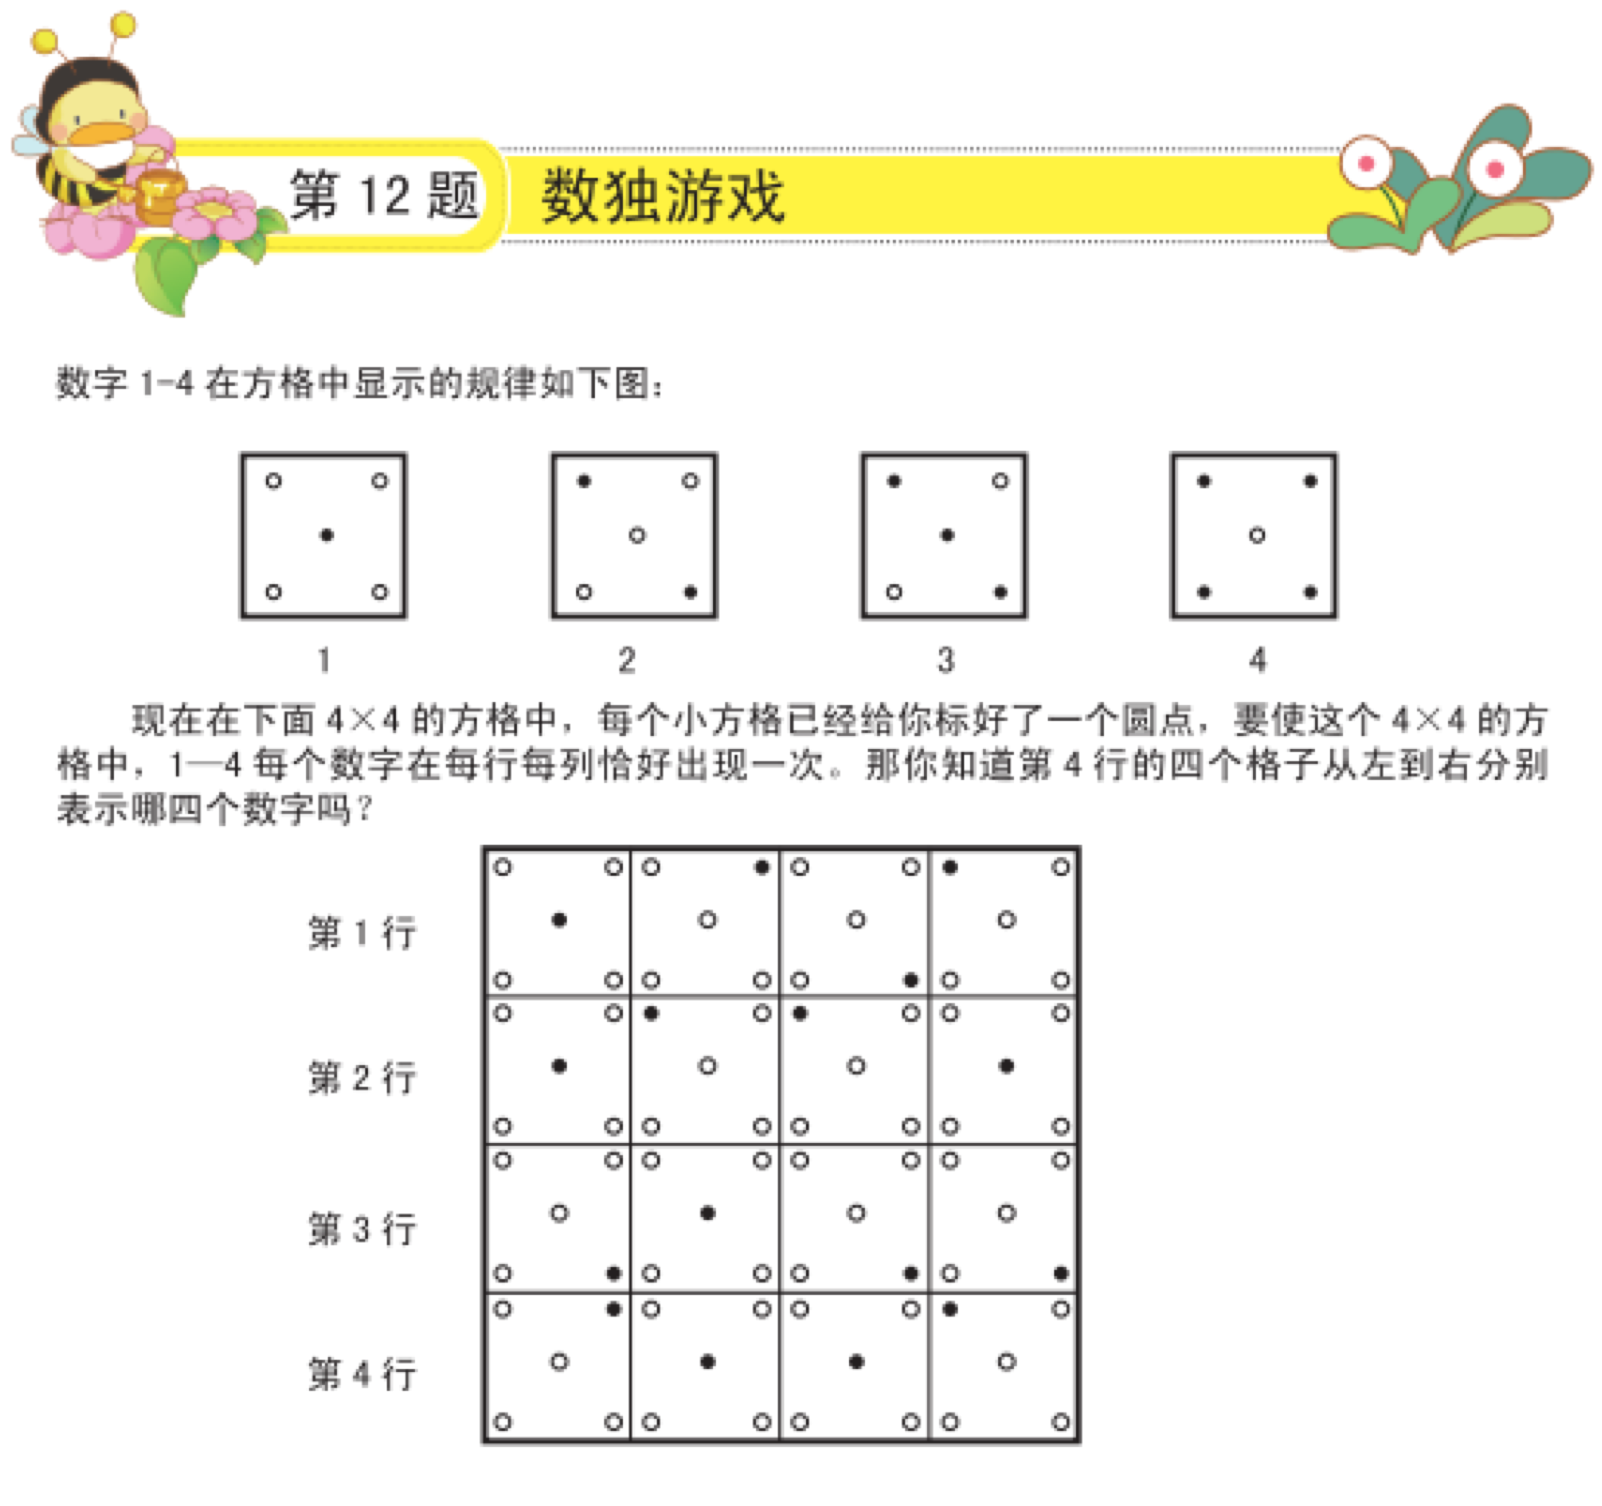 第 12 题 数独游戏
数字 1-4 在方格中显示的规律如下图：
1 2 3 4
现在在下面 4×4 的方格中，每个小方格已经给你标好了一个圆点，要使这个 4×4 的方
格中，1—4 每个数字在每行每列恰好出现一次。那你知道第 4 行的四个格子从左到右分别
表示哪四个数字吗？
第 1 行
第 2 行
第 3 行
第 4 行